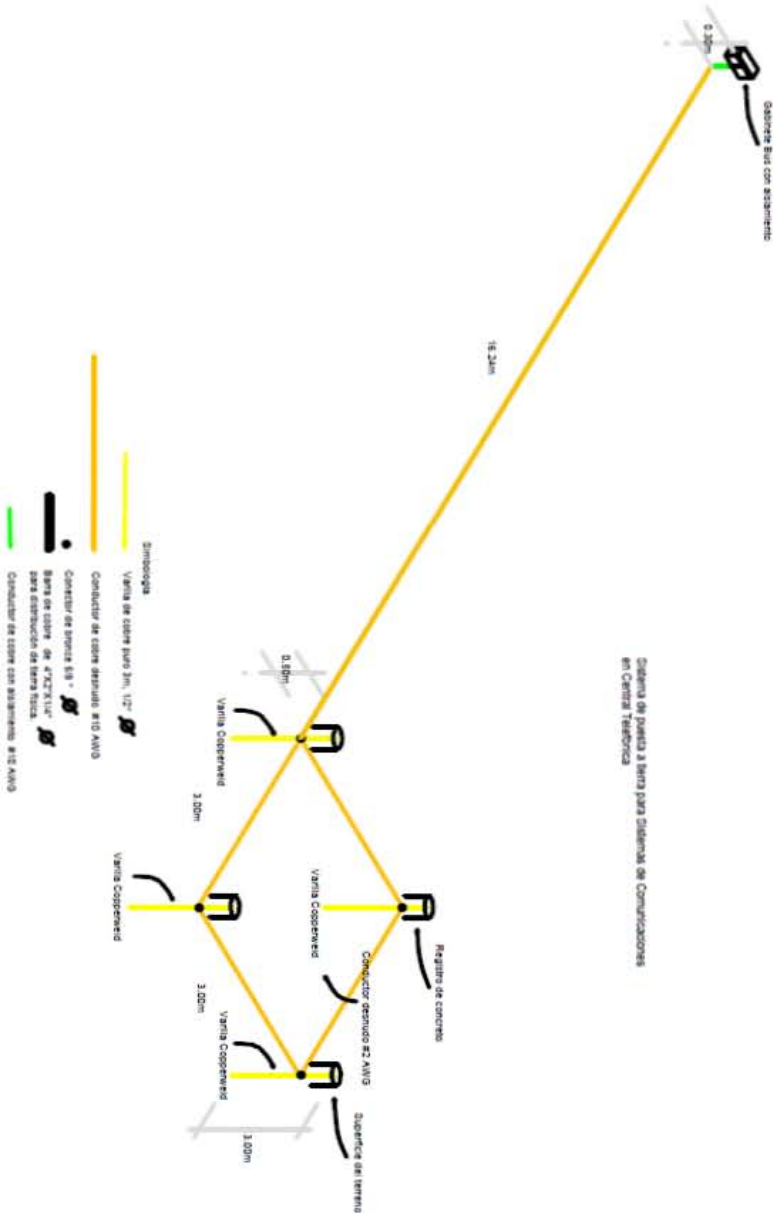 Gabinete Bus con aislamiento
0.30m
16.24m
Sistema de puesta a tierra para Sistemas de Comunicaciones
en Central Telefónica
0.60m
Varilla Copperweld
3.00m
Varilla Copperweld
Registro de concreto
Conductor desnudo #2 AWG
Varilla Copperweld
3.00m
Varilla Copperweld
Superficie del terreno
3.00m
Simbología
Varilla de cobre puro 3m, 1/2" Ø
Conductor de cobre desnudo #10 AWG
Conector de bronce 5/8 " Ø
Barra de cobre de 4"X2"X1/4" Ø
para distribución de tierra física.
Conductor de cobre con aislamiento #10 AWG